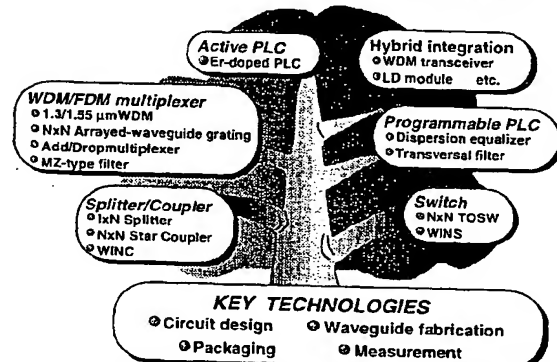 Active PLC
Er-doped PLC
Hybrid integration
WDM transceiver
LD module etc.
WDM/FDM multiplexer
1.3/1.55 μmWDM
NxN Arrayed-waveguide grating
Add/Dropmultiplexer
MZ-type filter
Programmable PLC
Dispersion equalizer
Transversal filter
Splitter/Coupler
1xN Splitter
NxN Star Coupler
WINC
Switch
NxN TOSW
WINS
KEY TECHNOLOGIES
Circuit design Waveguide fabrication
Packaging Measurement